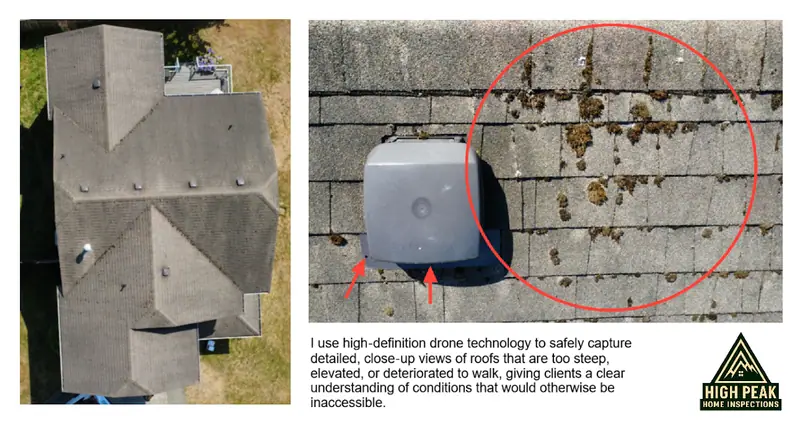 I use high-definition drone technology to safely capture
detailed, close-up views of roofs that are too steep,
elevated, or deteriorated to walk, giving clients a clear
understanding of conditions that would otherwise be
inaccessible.
HIGH PEAK
HOME INSPECTIONS